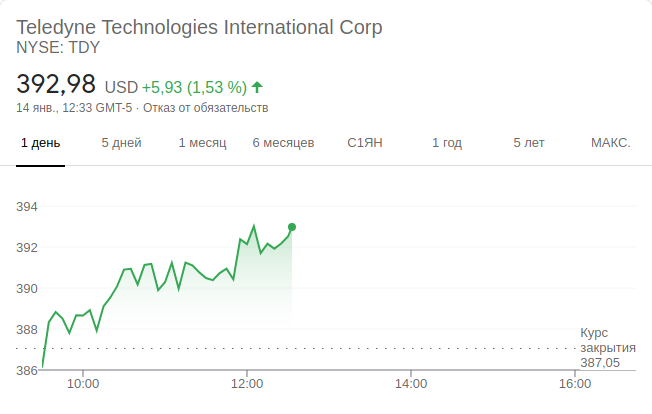 Teledyne Technologies International Corp
NYSE: TDY
392,98 USD +5,93 (1,53 %)
14 янв., 12:33 GMT-5 · Отказ от обязательств
1 день 5 дней 1 месяц 6 месяцев С1ЯН 1 год 5 лет МАКС.
394
392
390
388
Курс
закрытия
387,05
386
10:00 12:00 14:00 16:00